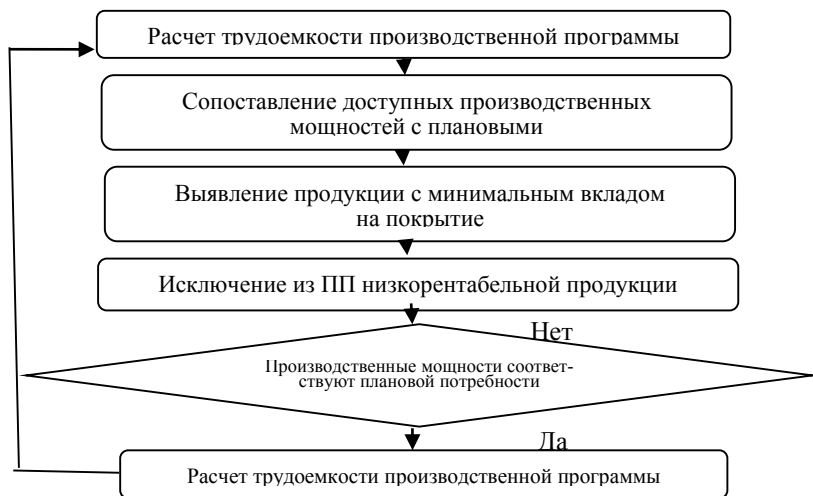 Расчет трудоемкости производственной программы
Сопоставление доступных производственных
мощностей с плановыми
Выявление продукции с минимальным вкладом
на покрытие
Исключение из ПП низкорентабельной продукции
Нет
Производственные мощности соответ-
ствуют плановой потребности
Да
Расчет трудоемкости производственной программы